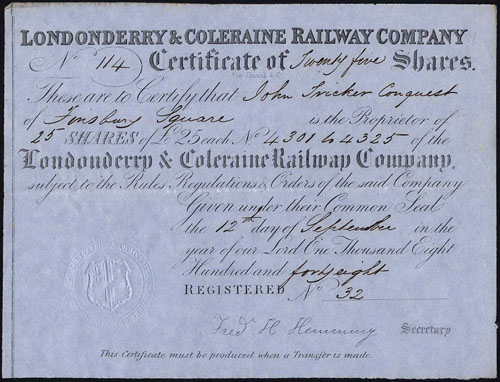 LONDONDERRY & COLERAINE RAILWAY COMPANY
No. 114 Certificate of Twenty five Shares.
These are to Certify that John Tricker Conquest
of Finsbury Square is the Proprietor of
25 SHARES of £25 each No. 4301 to 4325 of the
Londonderry & Coleraine Railway Company,
subject to the Rules Regulations & Orders of the said Company
Given under their Common Seal
the 12th day of September in the
year of our Lord One Thousand Eight
Hundred and forty eight
REGISTERED No. 32
Fred H Hemming Secretary
This Certificate must be produced when a Transfer is made.